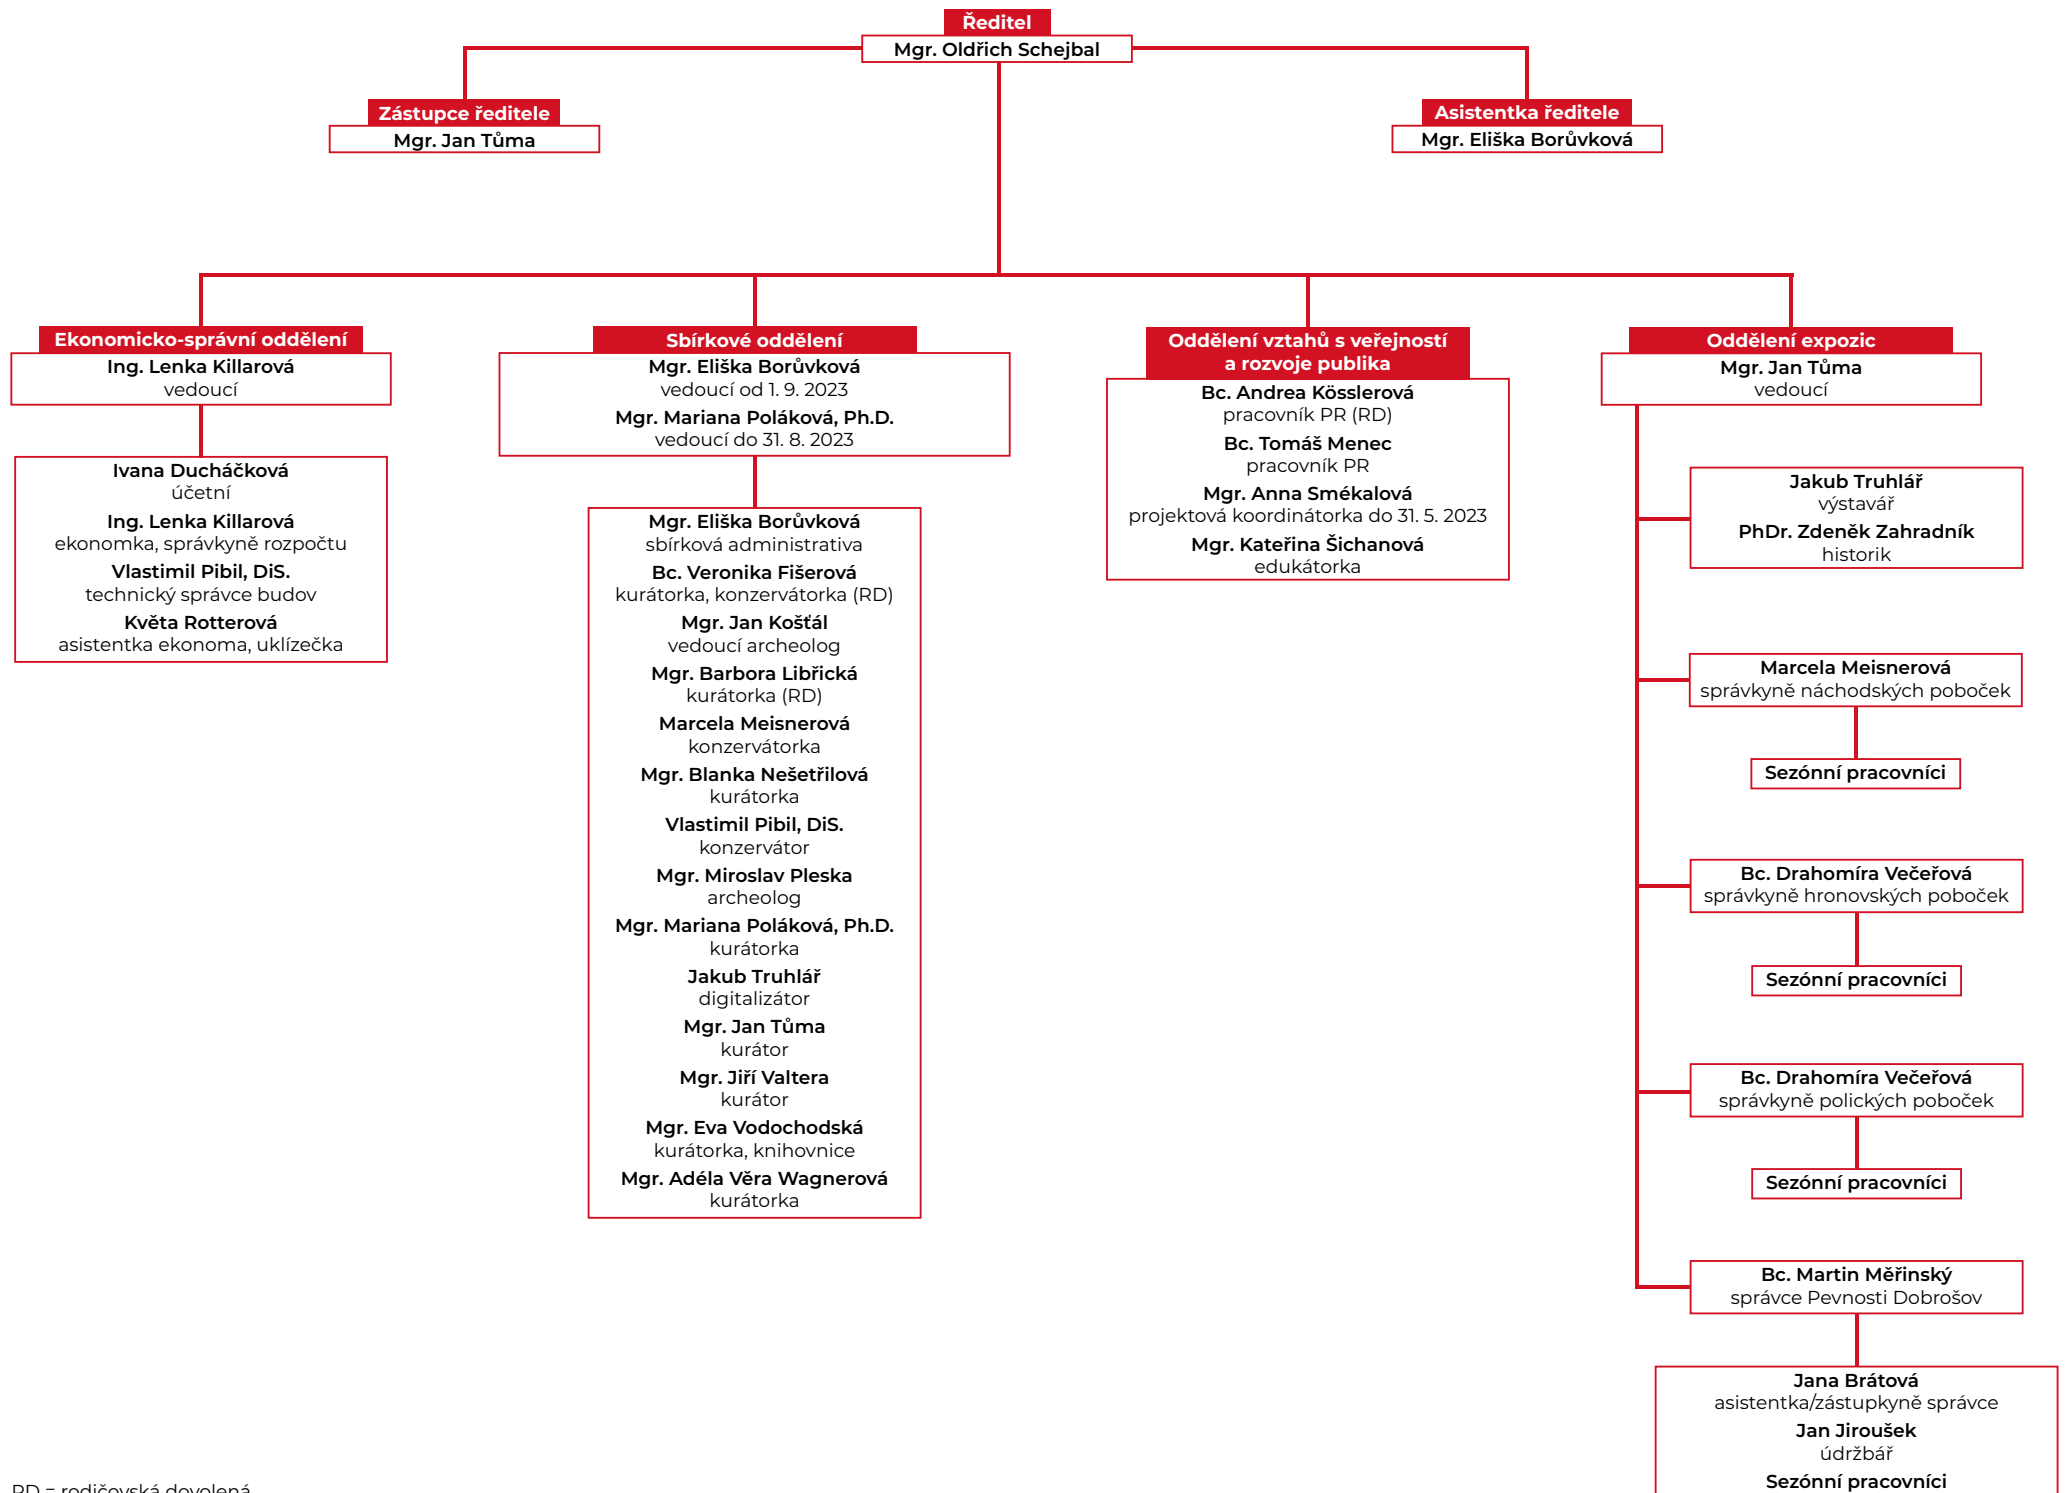 Ředitel
Mgr. Oldřich Schejbal
Zástupce ředitele
Mgr. Jan Tůma
Asistentka ředitele
Mgr. Eliška Borůvková
Ekonomicko-správní oddělení
Ing. Lenka Killarová
vedoucí
Ivana Ducháčková
účetní
Ing. Lenka Killarová
ekonomka, správkyně rozpočtu
Vlastimil Pibil, DiS.
technický správce budov
Květa Rotterová
asistentka ekonoma, uklízečka
Sbírkové oddělení
Mgr. Eliška Borůvková
vedoucí od 1. 9. 2023
Mgr. Mariana Poláková, Ph.D.
vedoucí do 31. 8. 2023
Mgr. Eliška Borůvková
sbírková administrativa
Bc. Veronika Fišerová
kurátorka, konzervátorka (RD)
Mgr. Jan Košťál
vedoucí archeolog
Mgr. Barbora Libřická
kurátorka (RD)
Marcela Meisnerová
konzervátorka
Mgr. Blanka Nešetřilová
kurátorka
Vlastimil Pibil, DiS.
konzervátor
Mgr. Miroslav Pleska
archeolog
Mgr. Mariana Poláková, Ph.D.
kurátorka
Jakub Truhlář
digitalizátor
Mgr. Jan Tůma
kurátor
Mgr. Jiří Valtera
kurátor
Mgr. Eva Vodochodská
kurátorka, knihovnice
Mgr. Adéla Věra Wagnerová
kurátorka
Oddělení vztahů s veřejností
a rozvoje publika
Bc. Andrea Kösslerová
pracovník PR (RD)
Bc. Tomáš Menec
pracovník PR
Mgr. Anna Smékalová
projektová koordinátorka do 31. 5. 2023
Mgr. Kateřina Šichanová
edukátorka
Oddělení expozic
Mgr. Jan Tůma
vedoucí
Jakub Truhlář
výstavář
PhDr. Zdeněk Zahradník
historik
Marcela Meisnerová
správkyně náchodských poboček
Sezónní pracovníci
Bc. Drahomíra Večeřová
správkyně hronovských poboček
Sezónní pracovníci
Bc. Drahomíra Večeřová
správkyně polických poboček
Sezónní pracovníci
Bc. Martin Měřinský
správce Pevnosti Dobrošov
Jana Brátová
asistentka/zástupkyně správce
Jan Jiroušek
údržbář
Sezónní pracovníci
RD = rodičovská dovolená